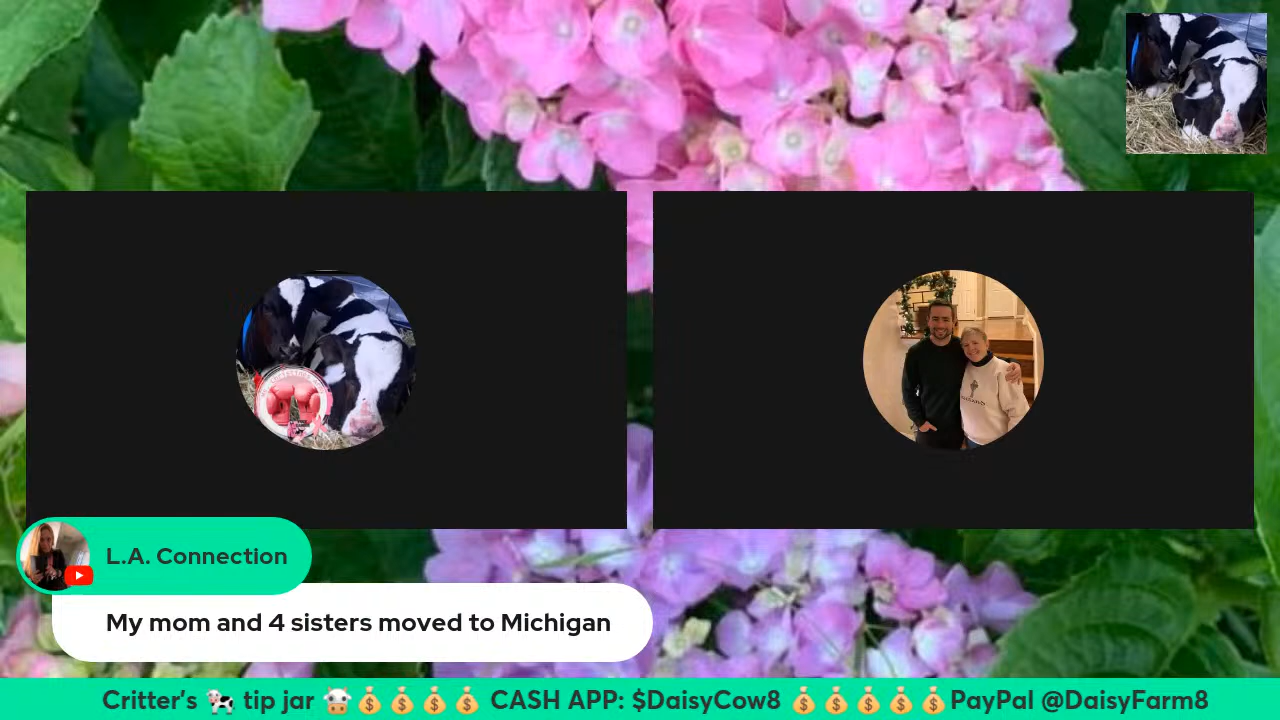 L.A. Connection
My mom and 4 sisters moved to Michigan
Critter's 🐄 tip jar 🐮💰💰💰💰 CASH APP: $DaisyCow8 💰💰💰💰💰PayPal @DaisyFarm8